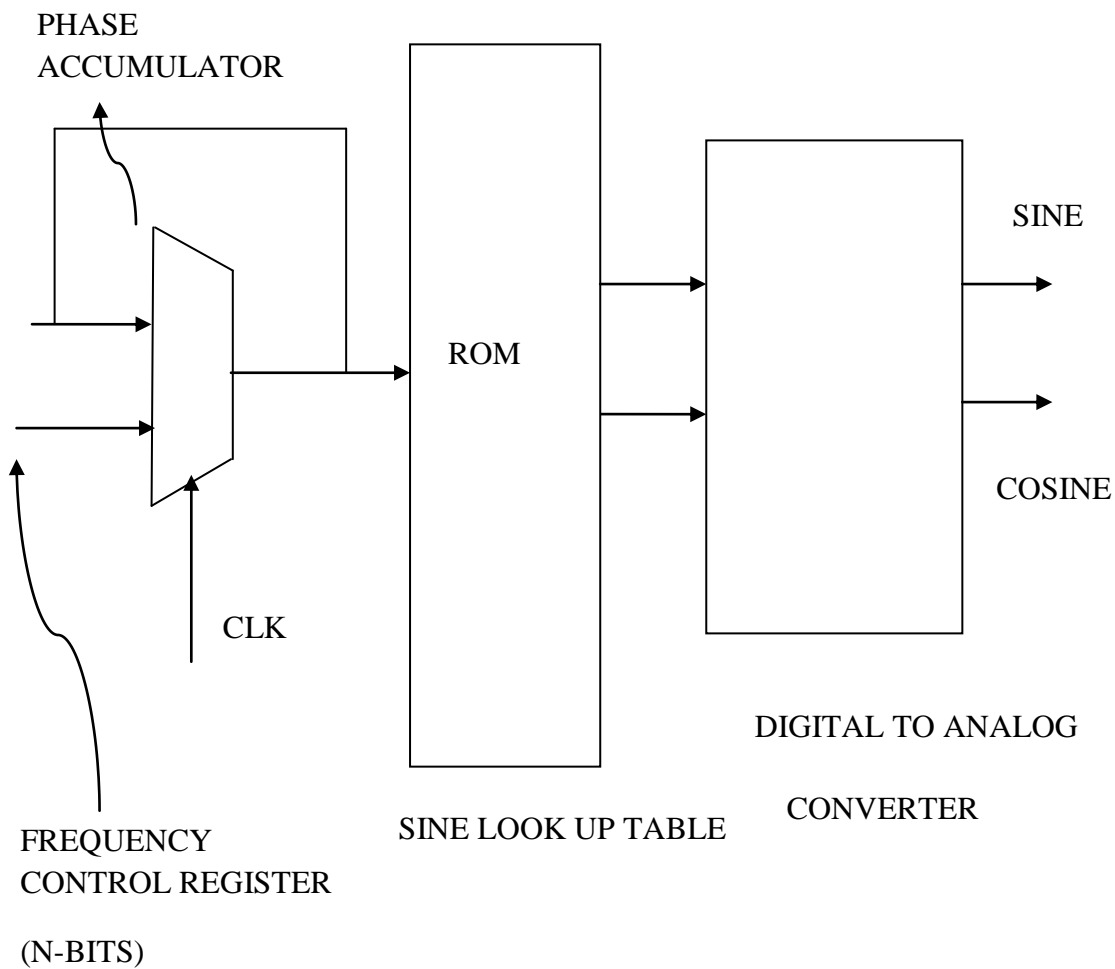 PHASE
ACCUMULATOR
SINE
ROM
COSINE
CLK
DIGITAL TO ANALOG
CONVERTER
SINE LOOK UP TABLE
FREQUENCY
CONTROL REGISTER
(N-BITS)